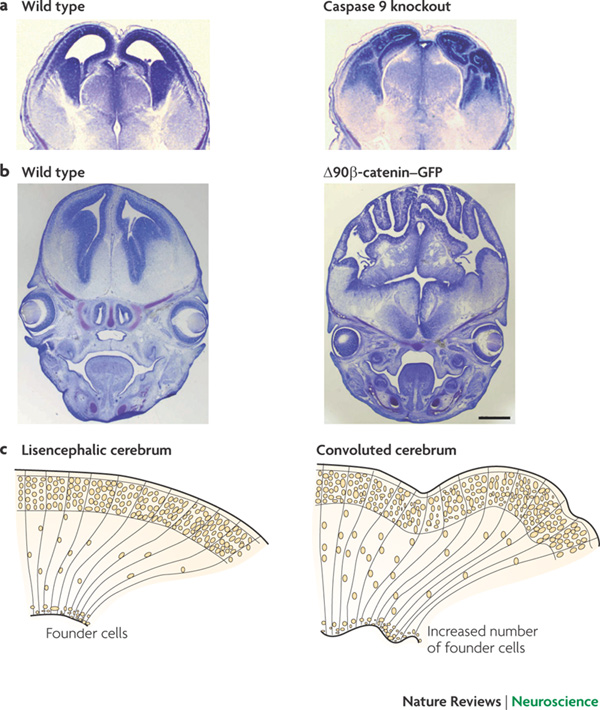 a Wild type Caspase 9 knockout
b Wild type Δ90β-catenin–GFP
c Lisencephalic cerebrum Convoluted cerebrum
Founder cells
Increased number
of founder cells
Nature Reviews | Neuroscience